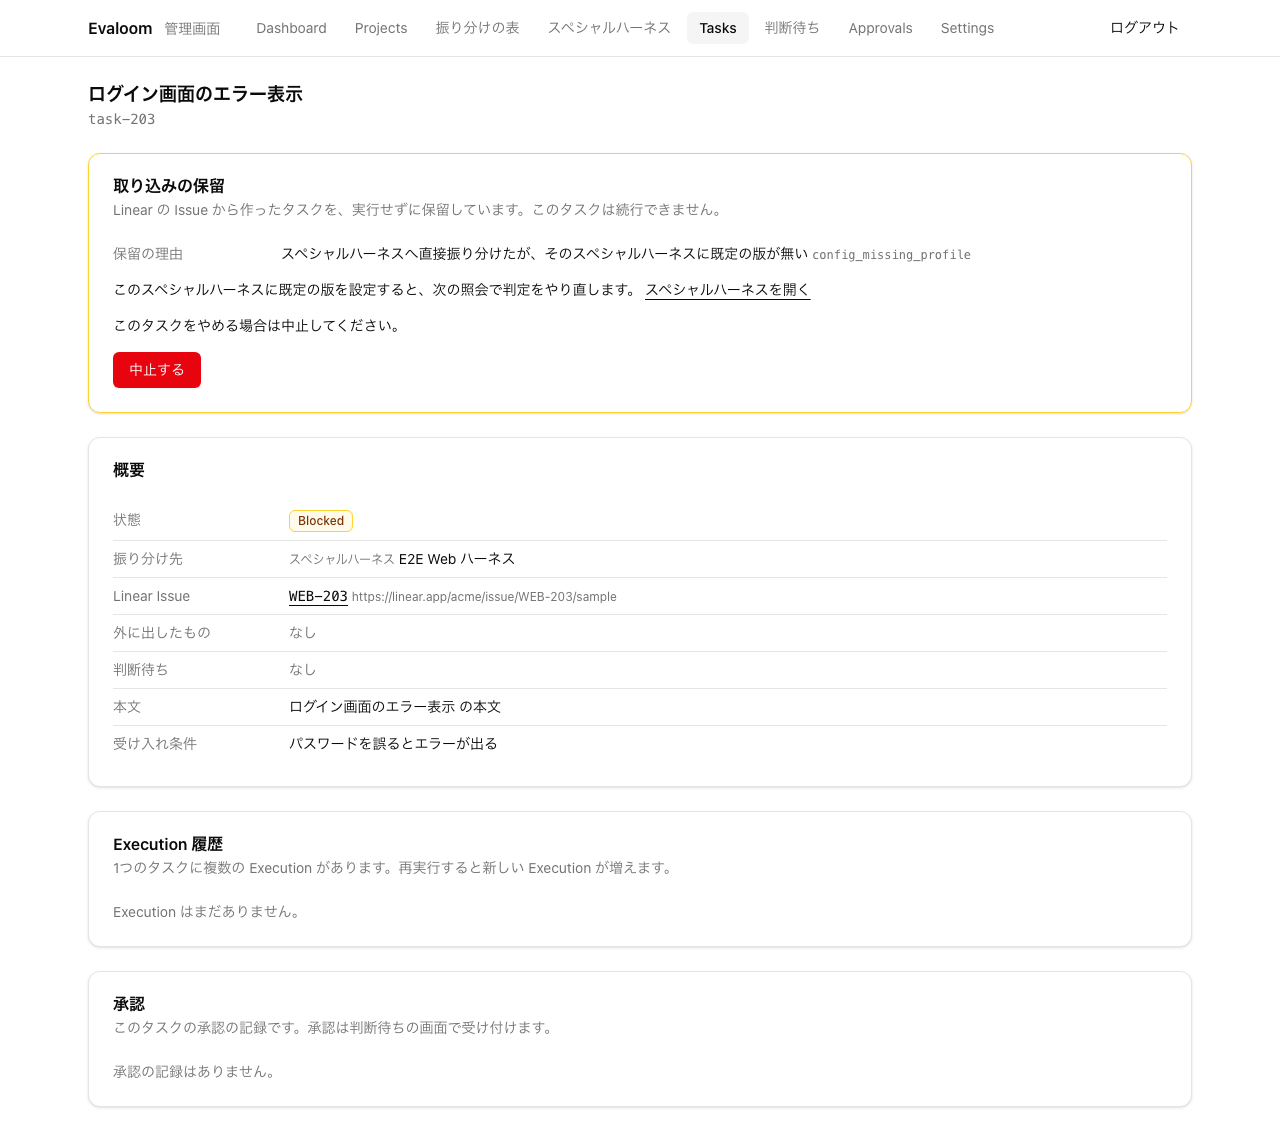 Evaloom 管理画面 Dashboard Projects 振り分けの表 スペシャルハーネス Tasks 判断待ち Approvals Settings ログアウト
ログイン画面のエラー表示
task-203
取り込みの保留
Linear の Issue から作ったタスクを、実行せずに保留しています。このタスクは続行できません。
保留の理由 スペシャルハーネスへ直接振り分けたが、そのスペシャルハーネスに既定の版が無い config_missing_profile
このスペシャルハーネスに既定の版を設定すると、次の照会で判定をやり直します。 スペシャルハーネスを開く
このタスクをやめる場合は中止してください。
中止する
概要
状態 Blocked
振り分け先 スペシャルハーネス E2E Web ハーネス
Linear Issue WEB-203 https://linear.app/acme/issue/WEB-203/sample
外に出したもの なし
判断待ち なし
本文 ログイン画面のエラー表示 の本文
受け入れ条件 パスワードを誤るとエラーが出る
Execution 履歴
1つのタスクに複数の Execution があります。再実行すると新しい Execution が増えます。
Execution はまだありません。
承認
このタスクの承認の記録です。承認は判断待ちの画面で受け付けます。
承認の記録はありません。